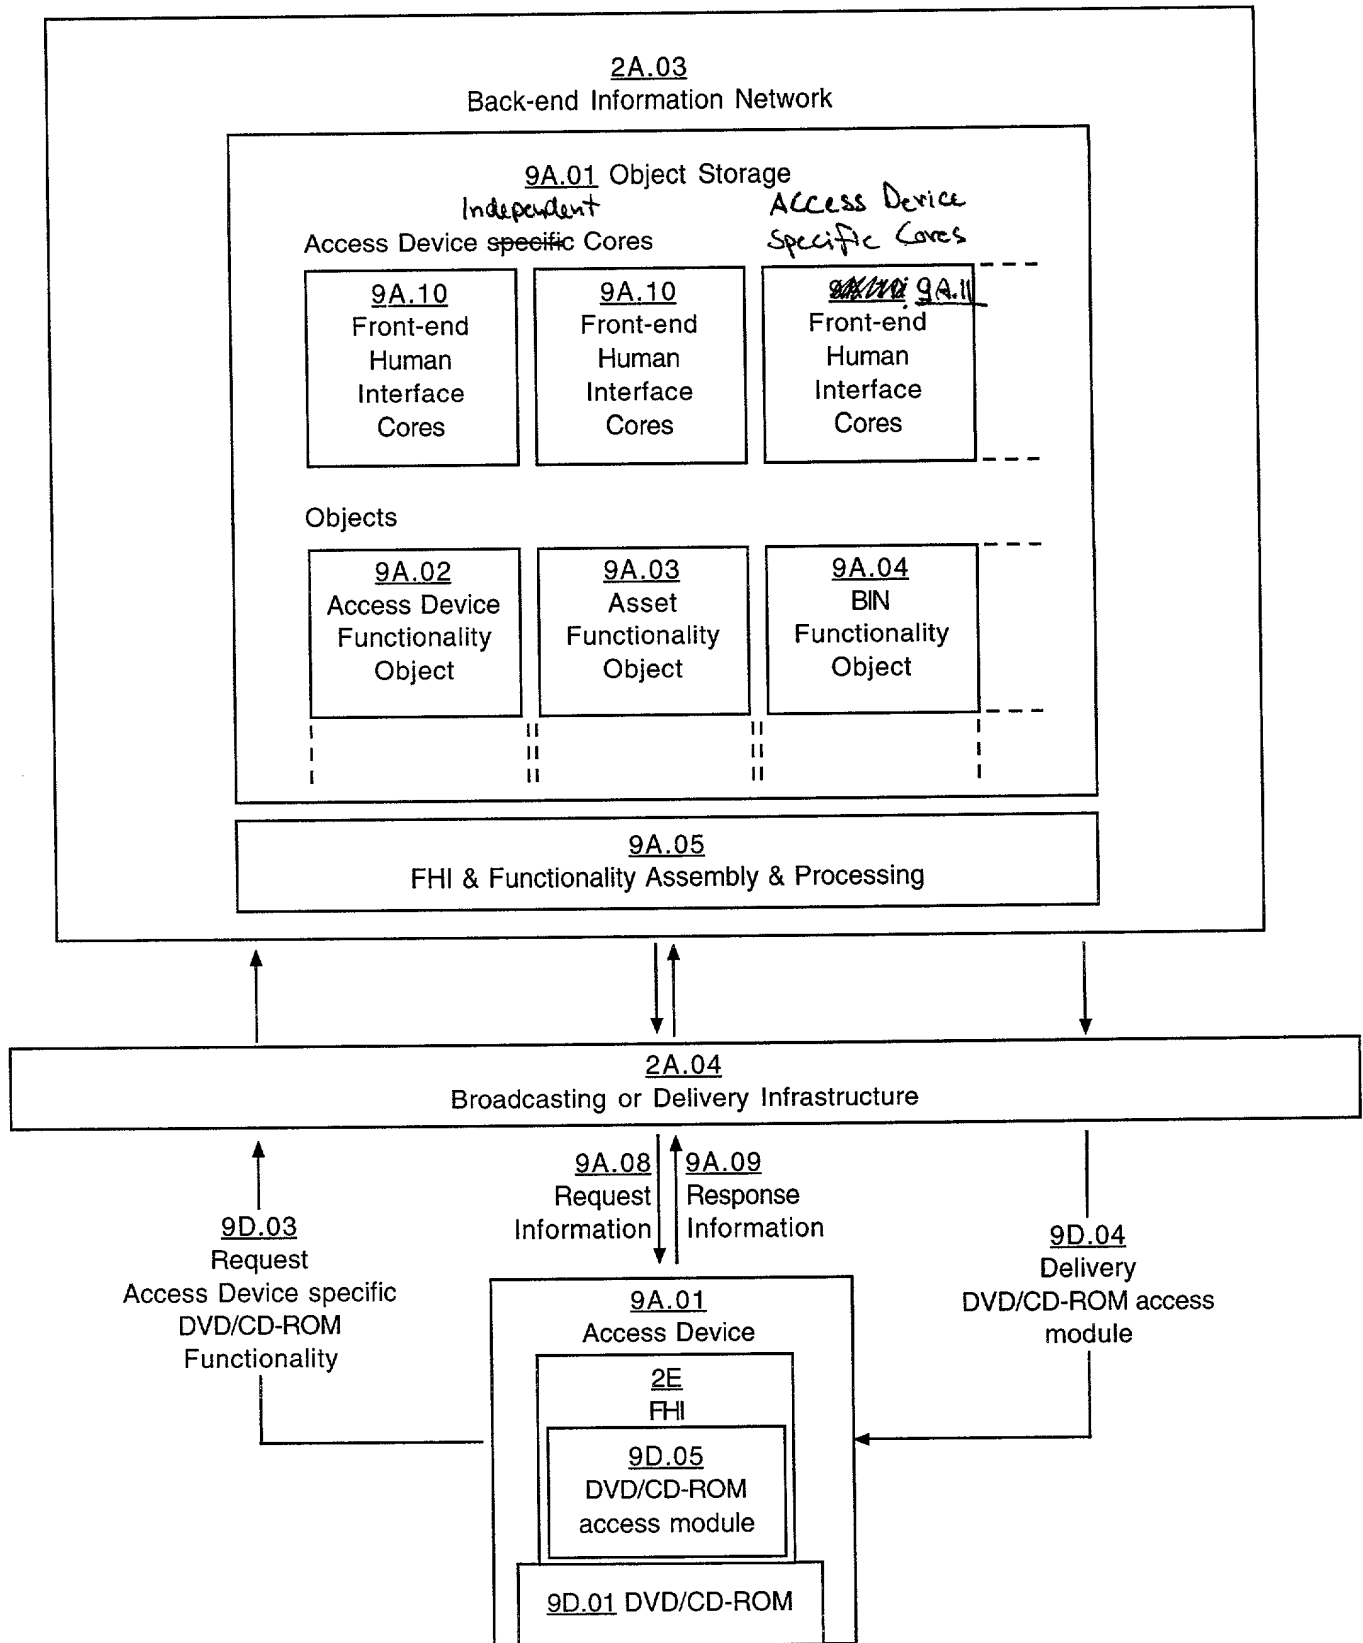 2A.03
Back-end Information Network
9A.01 Object Storage
Independent
Access Device specific Cores
Access Device
Specific Cores
9A.10
Front-end
Human
Interface
Cores
9A.10
Front-end
Human
Interface
Cores
9A.11
Front-end
Human
Interface
Cores
Objects
9A.02
Access Device
Functionality
Object
9A.03
Asset
Functionality
Object
9A.04
BIN
Functionality
Object
9A.05
FHI & Functionality Assembly & Processing
2A.04
Broadcasting or Delivery Infrastructure
9A.08
Request
Information
9A.09
Response
Information
9D.03
Request
Access Device specific
DVD/CD-ROM
Functionality
9D.04
Delivery
DVD/CD-ROM access
module
9A.01
Access Device
2E
FHI
9D.05
DVD/CD-ROM
access module
9D.01 DVD/CD-ROM